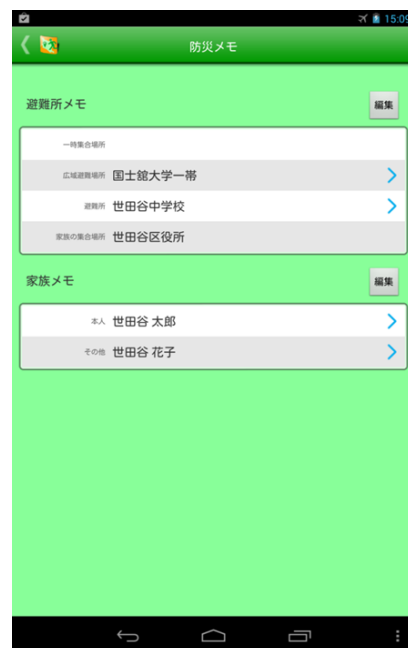 15:09
防災メモ
避難所メモ
編集
一時集合場所
広域避難場所 国士舘大学一帯
避難所 世田谷中学校
家族の集合場所 世田谷区役所
家族メモ
編集
本人 世田谷 太郎
その他 世田谷 花子